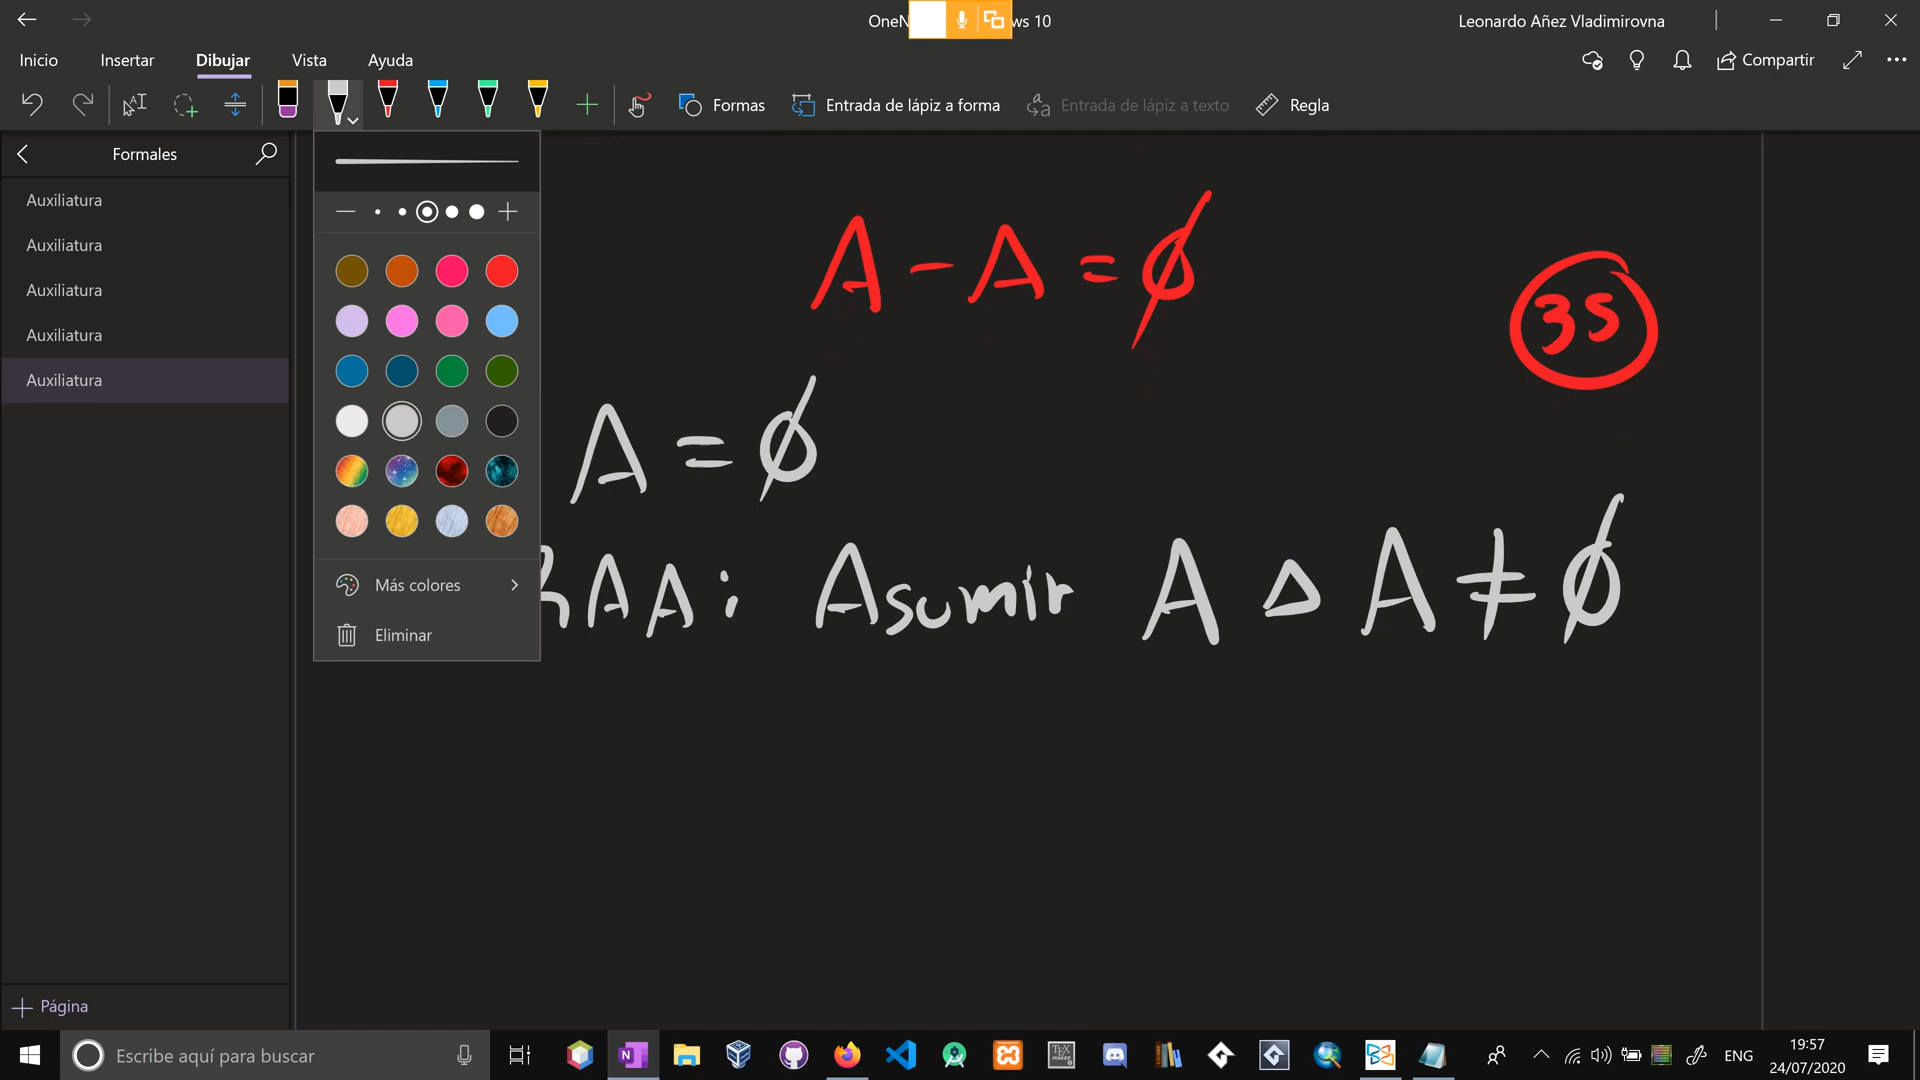 OneN ws 10
Leonardo Añez Vladimirovna
Inicio Insertar Dibujar Vista Ayuda
Compartir
Formas Entrada de lápiz a forma Entrada de lápiz a texto Regla
Formales
Auxiliatura
Auxiliatura
Auxiliatura
Auxiliatura
Auxiliatura
Más colores
Eliminar
A - A = ∅
35
A = ∅
RAA: Asumir A Δ A ≠ ∅
Página
Escribe aquí para buscar
ENG
19:57
24/07/2020